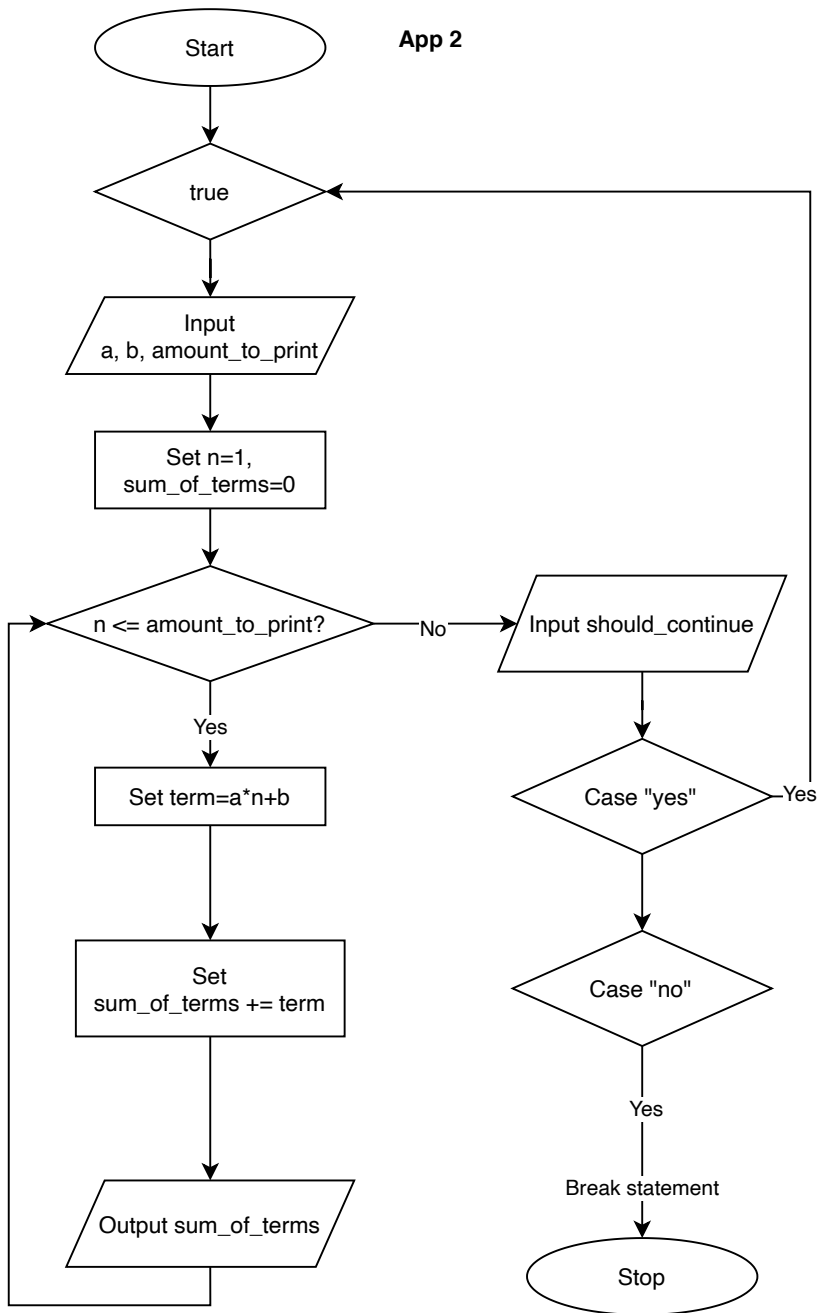 App 2
Start
true
Input
a, b, amount_to_print
Set n=1,
sum_of_terms=0
n <= amount_to_print?
No
Input should_continue
Yes
Set term=a*n+b
Case "yes"
Yes
Set
sum_of_terms += term
Case "no"
Yes
Break statement
Output sum_of_terms
Stop